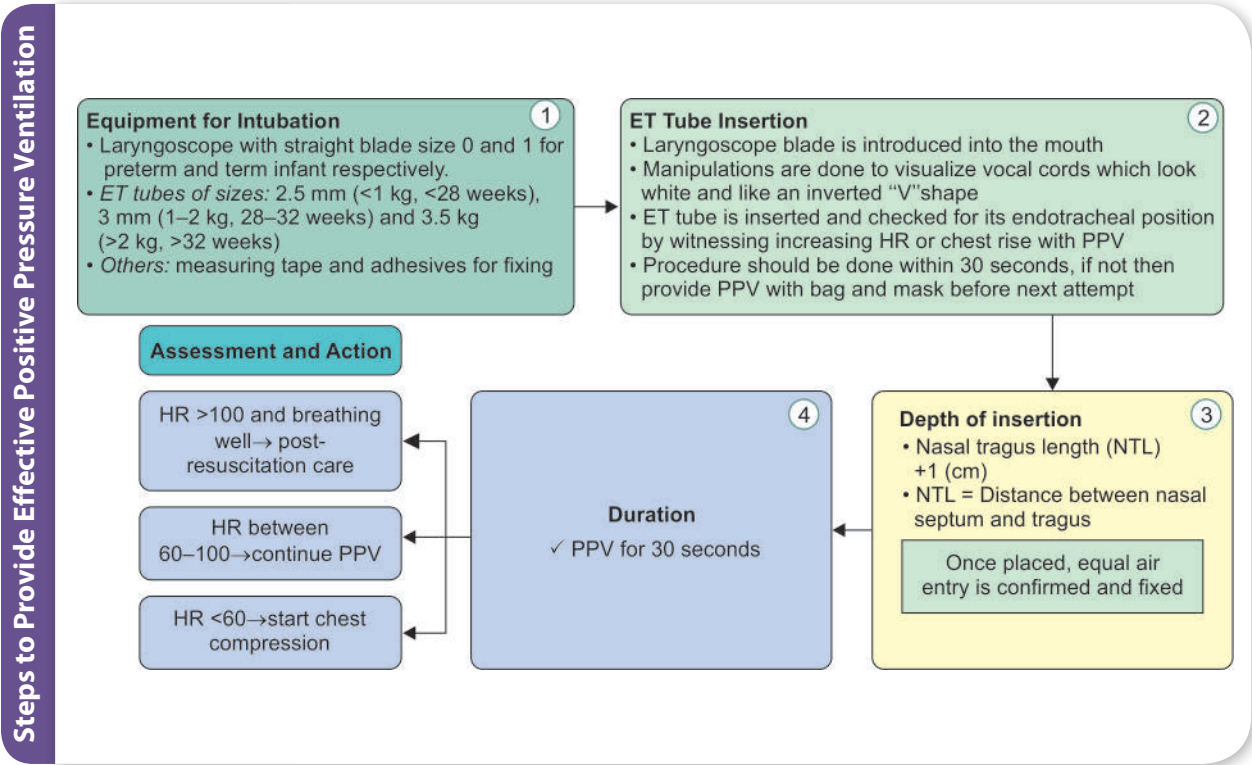 Steps to Provide Effective Positive Pressure Ventilation
1
Equipment for Intubation
• Laryngoscope with straight blade size 0 and 1 for
preterm and term infant respectively.
• ET tubes of sizes: 2.5 mm (<1 kg, <28 weeks),
3 mm (1–2 kg, 28–32 weeks) and 3.5 kg
(>2 kg, >32 weeks)
• Others: measuring tape and adhesives for fixing
2
ET Tube Insertion
• Laryngoscope blade is introduced into the mouth
• Manipulations are done to visualize vocal cords which look
white and like an inverted “V”shape
• ET tube is inserted and checked for its endotracheal position
by witnessing increasing HR or chest rise with PPV
• Procedure should be done within 30 seconds, if not then
provide PPV with bag and mask before next attempt
3
Depth of insertion
• Nasal tragus length (NTL)
+1 (cm)
• NTL = Distance between nasal
septum and tragus
Once placed, equal air
entry is confirmed and fixed
4
Duration
✓ PPV for 30 seconds
Assessment and Action
HR >100 and breathing
well→ post-
resuscitation care
HR between
60–100→continue PPV
HR <60→start chest
compression